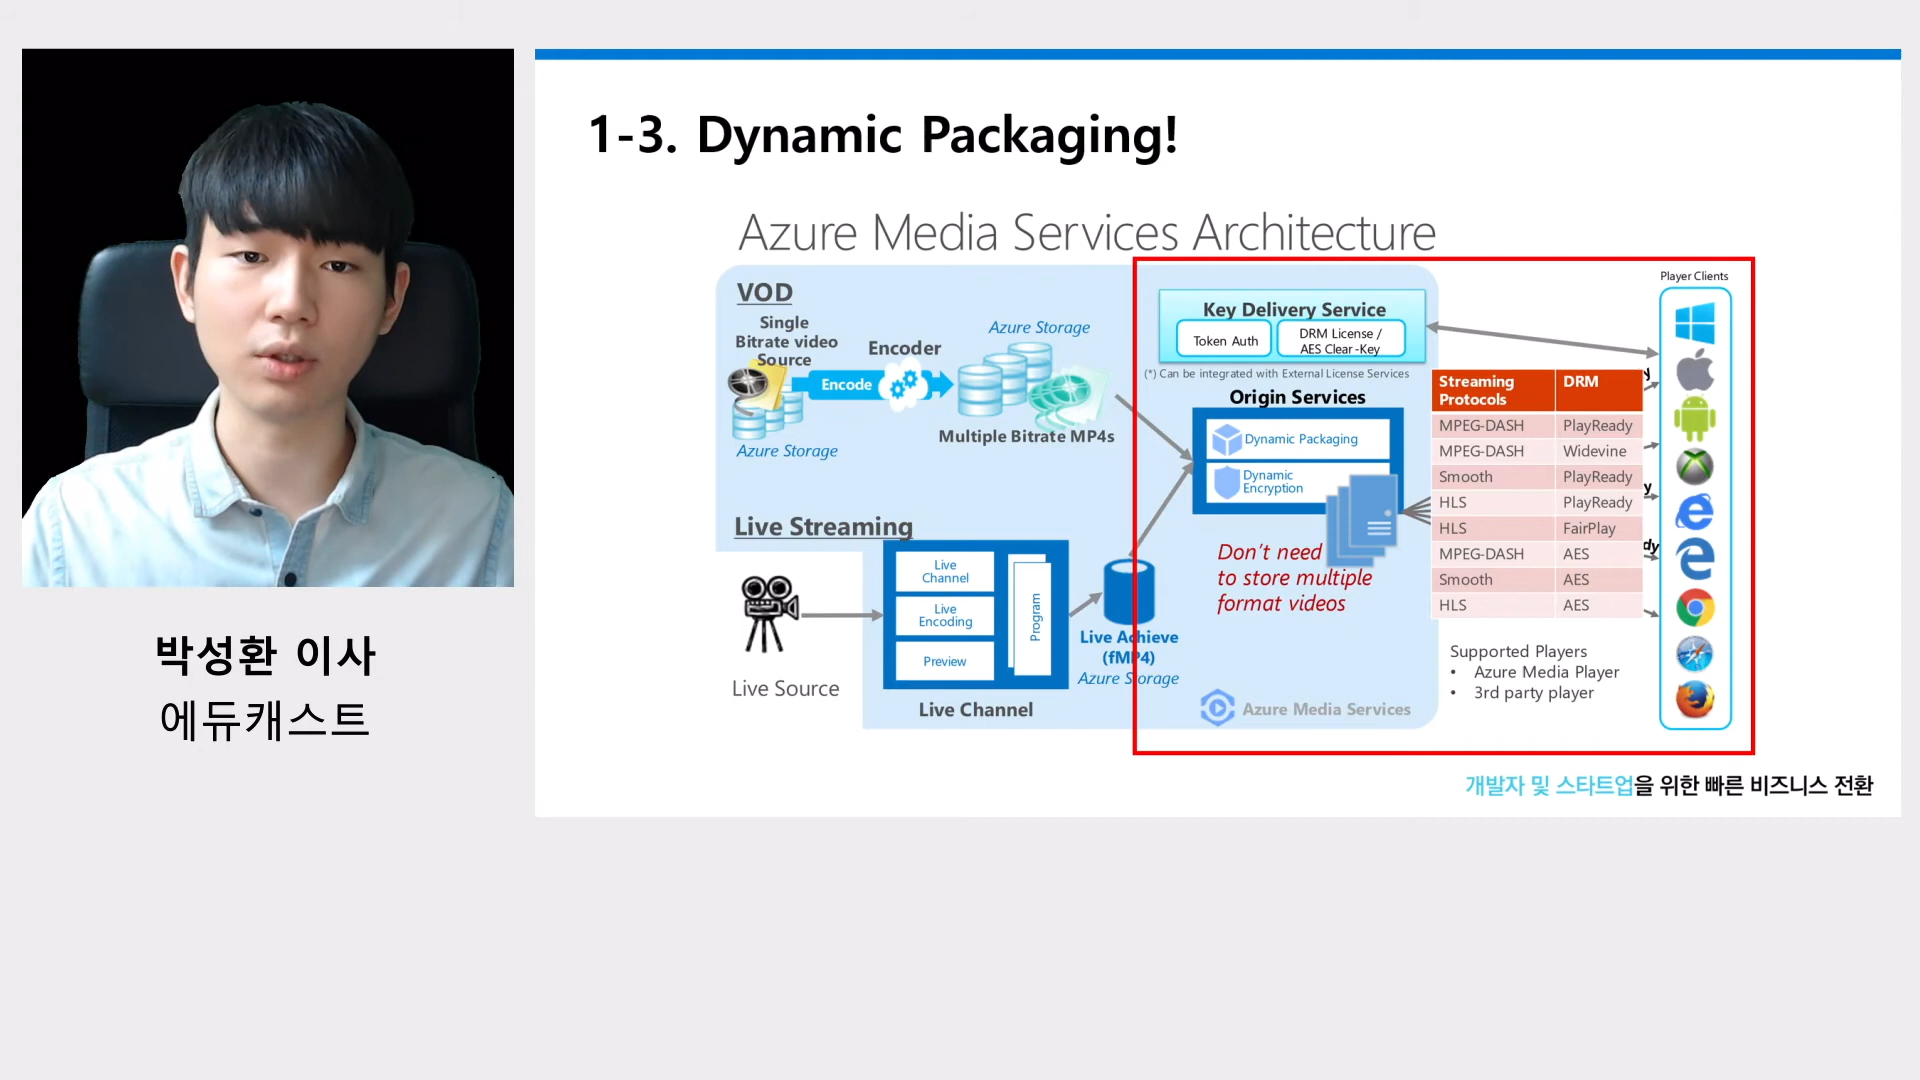 박성환 이사
에듀캐스트
1-3. Dynamic Packaging!
Azure Media Services Architecture
VOD
Single
Bitrate video
Source
Encoder
Encode
Azure Storage
Azure Storage
Multiple Bitrate MP4s
Live Streaming
Live Source
Live
Channel
Live
Encoding
Preview
Program
Live Channel
Live Achieve
(fMP4)
Azure Storage
Key Delivery Service
Token Auth
DRM License /
AES Clear-Key
(*) Can be integrated with External License Services
Origin Services
Dynamic Packaging
Dynamic
Encryption
Don't need
to store multiple
format videos
Azure Media Services
Player Clients
Streaming Protocols DRM
MPEG-DASH PlayReady
MPEG-DASH Widevine
Smooth PlayReady
HLS PlayReady
HLS FairPlay
MPEG-DASH AES
Smooth AES
HLS AES
Supported Players
• Azure Media Player
• 3rd party player
개발자 및 스타트업을 위한 빠른 비즈니스 전환